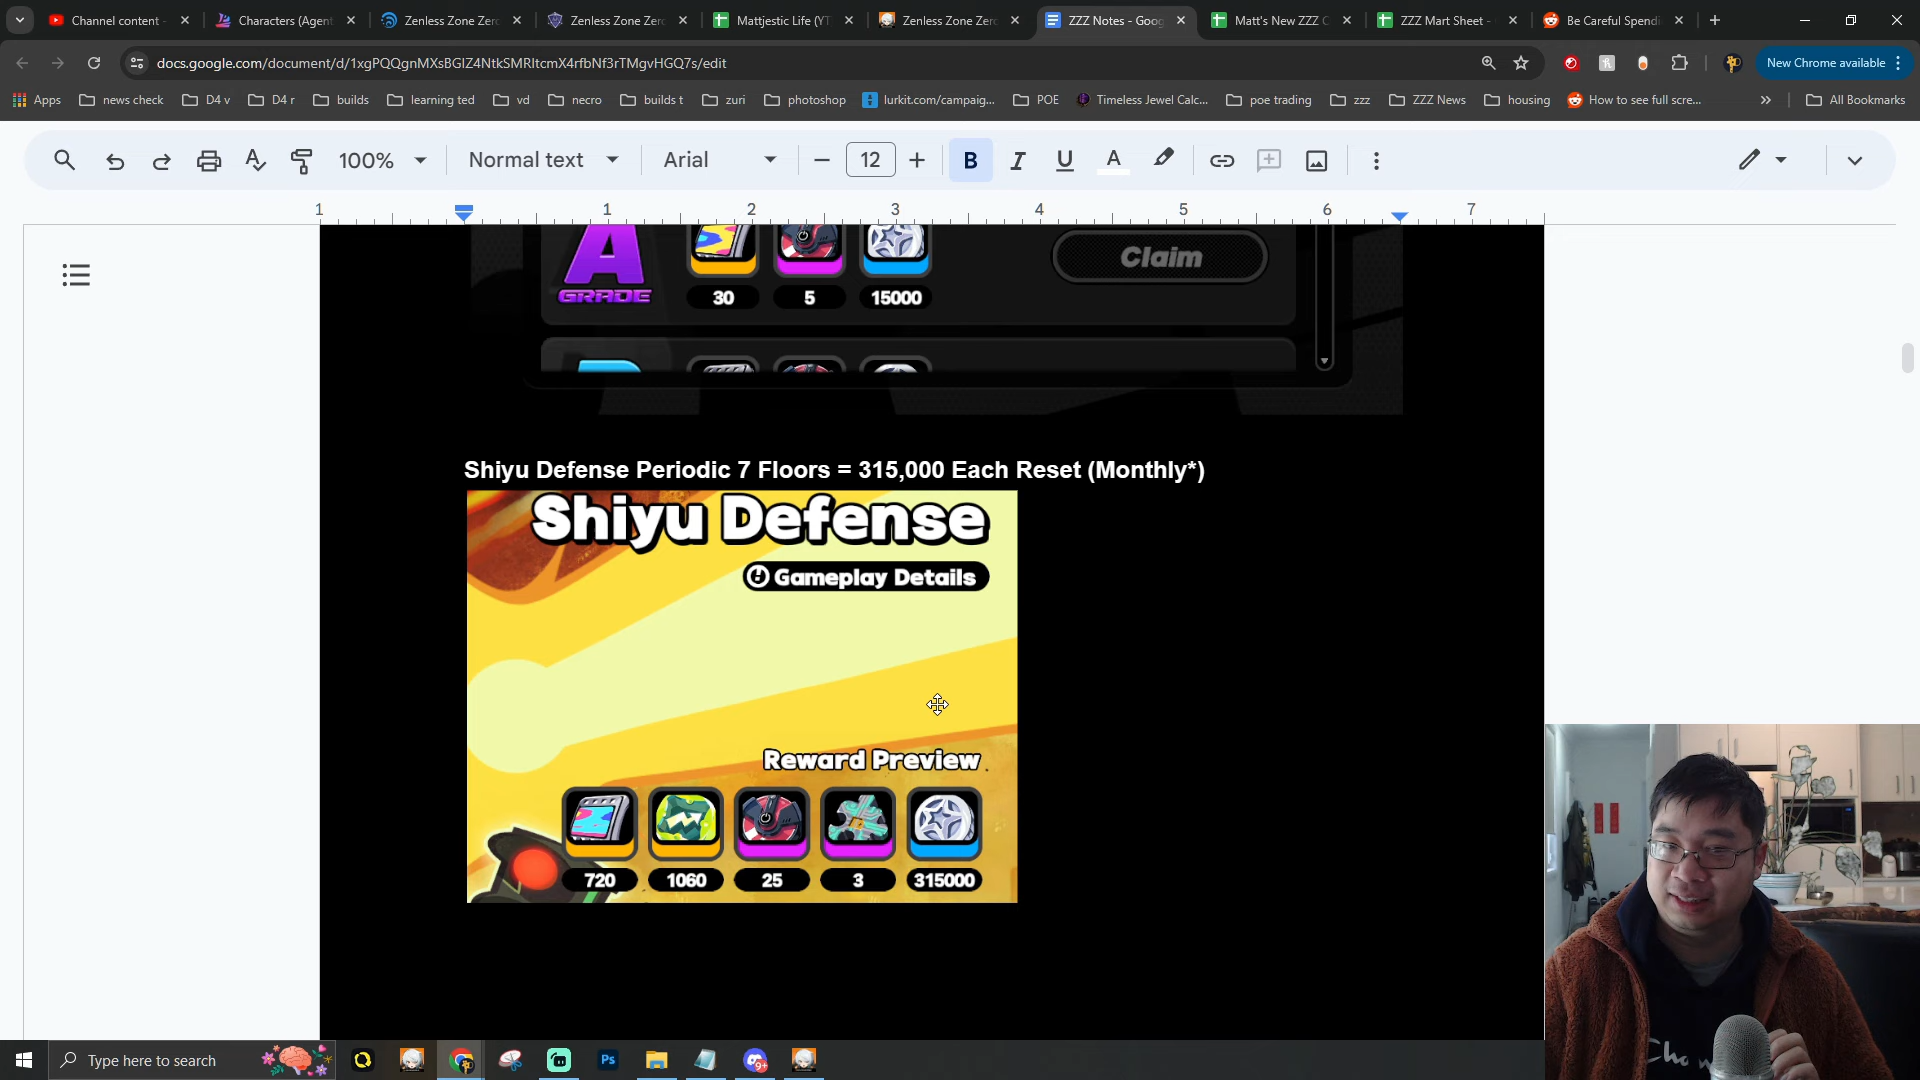 Channel content -
Characters (Agent
Zenless Zone Zero
Zenless Zone Zero
Mattjestic Life (YT
Zenless Zone Zero
ZZZ Notes - Goog
Matt's New ZZZ C
ZZZ Mart Sheet -
Be Careful Spendi
docs.google.com/document/d/1xgPQQgnMXsBGIZ4NtkSMRItcmX4rfbNf3rTMgvHGQ7s/edit
New Chrome available
Apps
news check
D4 v
D4 r
builds
learning ted
vd
necro
builds t
zuri
photoshop
lurkit.com/campaig...
POE
Timeless Jewel Calc...
poe trading
zzz
ZZZ News
housing
How to see full scre...
All Bookmarks
100%
Normal text
Arial
12
B I U A
1 1 2 3 4 5 6 7
A
GRADE
30 5 15000
Claim
Shiyu Defense Periodic 7 Floors = 315,000 Each Reset (Monthly*)
Shiyu Defense
Gameplay Details
Reward Preview
720 1060 25 3 315000
Type here to search
Ps
9+